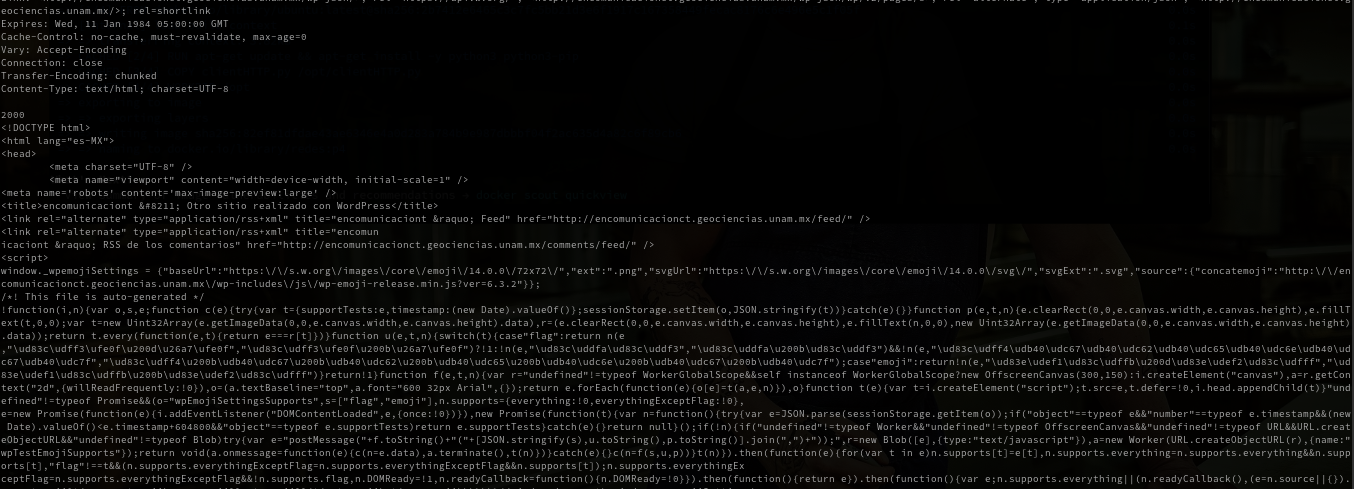 eociencias.unam.mx/>; rel=shortlink
Expires: Wed, 11 Jan 1984 05:00:00 GMT
Cache-Control: no-cache, must-revalidate, max-age=0
Vary: Accept-Encoding
Connection: close
Transfer-Encoding: chunked
Content-Type: text/html; charset=UTF-8
2000
<!DOCTYPE html>
<html lang="es-MX">
<head>
<meta charset="UTF-8" />
<meta name="viewport" content="width=device-width, initial-scale=1" />
<meta name='robots' content='max-image-preview:large' />
<title>encomunicaciont &#8211; Otro sitio realizado con WordPress</title>
<link rel="alternate" type="application/rss+xml" title="encomunicaciont &raquo; Feed" href="http://encomunicacionct.geociencias.unam.mx/feed/" />
<link rel="alternate" type="application/rss+xml" title="encomun
icaciont &raquo; RSS de los comentarios" href="http://encomunicacionct.geociencias.unam.mx/comments/feed/" />
<script>
window._wpemojiSettings = {"baseUrl":"https:\/\/s.w.org\/images\/core\/emoji\/14.0.0\/72x72\/","ext":".png","svgUrl":"https:\/\/s.w.org\/images\/core\/emoji\/14.0.0\/svg\/","svgExt":".svg","source":{"concatemoji":"http:\/\/en
comunicacionct.geociencias.unam.mx\/wp-includes\/js\/wp-emoji-release.min.js?ver=6.3.2"}};
/*! This file is auto-generated */
!function(i,n){var o,s,e;function c(e){try{var t={supportTests:e,timestamp:(new Date).valueOf()};sessionStorage.setItem(o,JSON.stringify(t))}catch(e){}}function p(e,t,n){e.clearRect(0,0,e.canvas.width,e.canvas.height),e.fillT
ext(t,0,0);var t=new Uint32Array(e.getImageData(0,0,e.canvas.width,e.canvas.height).data),r=(e.clearRect(0,0,e.canvas.width,e.canvas.height),e.fillText(n,0,0),new Uint32Array(e.getImageData(0,0,e.canvas.width,e.canvas.height)
.data));return t.every(function(e,t){return e===r[t]})}function u(e,t,n){switch(t){case"flag":return n(e
,"\ud83c\udff3\ufe0f\u200d\u26a7\ufe0f","\ud83c\udff3\ufe0f\u200b\u26a7\ufe0f")?!1:!n(e,"\ud83c\uddfa\ud83c\uddf3","\ud83c\uddfa\u200b\ud83c\uddf3")&&!n(e,"\ud83c\udff4\udb40\udc67\udb40\udc62\udb40\udc65\udb40\udc6e\udb40\ud
c67\udb40\udc7f","\ud83c\udff4\u200b\udb40\udc67\u200b\udb40\udc62\u200b\udb40\udc65\u200b\udb40\udc6e\u200b\udb40\udc67\u200b\udb40\udc7f");case"emoji":return!n(e,"\ud83e\udef1\ud83c\udffb\u200d\ud83e\udef2\ud83c\udfff","\ud
83e\udef1\ud83c\udffb\u200b\ud83e\udef2\ud83c\udfff")}return!1}function f(e,t,n){var r="undefined"!=typeof WorkerGlobalScope&&self instanceof WorkerGlobalScope?new OffscreenCanvas(300,150):i.createElement("canvas"),a=r.getCon
text("2d",{willReadFrequently:!0}),o=(a.textBaseline="top",a.font="600 32px Arial",{});return e.forEach(function(e){o[e]=t(a,e,n)}),o}function t(e){var t=i.createElement("script");t.src=e,t.defer=!0,i.head.appendChild(t)}"und
efined"!=typeof Promise&&(o="wpEmojiSettingsSupports",s=["flag","emoji"],n.supports={everything:!0,everythingExceptFlag:!0},
e=new Promise(function(e){i.addEventListener("DOMContentLoaded",e,{once:!0})}),new Promise(function(t){var n=function(){try{var e=JSON.parse(sessionStorage.getItem(o));if("object"==typeof e&&"number"==typeof e.timestamp&&(new
Date).valueOf()<e.timestamp+604800&&"object"==typeof e.supportTests)return e.supportTests}catch(e){}return null}();if(!n){if("undefined"!=typeof Worker&&"undefined"!=typeof OffscreenCanvas&&"undefined"!=typeof URL&&URL.creat
eObjectURL&&"undefined"!=typeof Blob)try{var e="postMessage("+f.toString()+"("+[JSON.stringify(s),u.toString(),p.toString()].join(",")+"));",r=new Blob([e],{type:"text/javascript"}),a=new Worker(URL.createObjectURL(r),{name:"
wpTestEmojiSupports"});return void(a.onmessage=function(e){c(n=e.data),a.terminate(),t(n)})}catch(e){}c(n=f(s,u,p))}t(n)}).then(function(e){for(var t in e)n.supports[t]=e[t],n.supports.everything=n.supports.everything&&n.supp
orts[t],"flag"!==t&&(n.supports.everythingExceptFlag=n.supports.everythingExceptFlag&&n.supports[t]);n.supports.everythingEx
ceptFlag=n.supports.everythingExceptFlag&&!n.supports.flag,n.DOMReady=!1,n.readyCallback=function(){n.DOMReady=!0}}).then(function(){return e}).then(function(){var e;n.supports.everything||(n.readyCallback(),(e=n.source||{}).